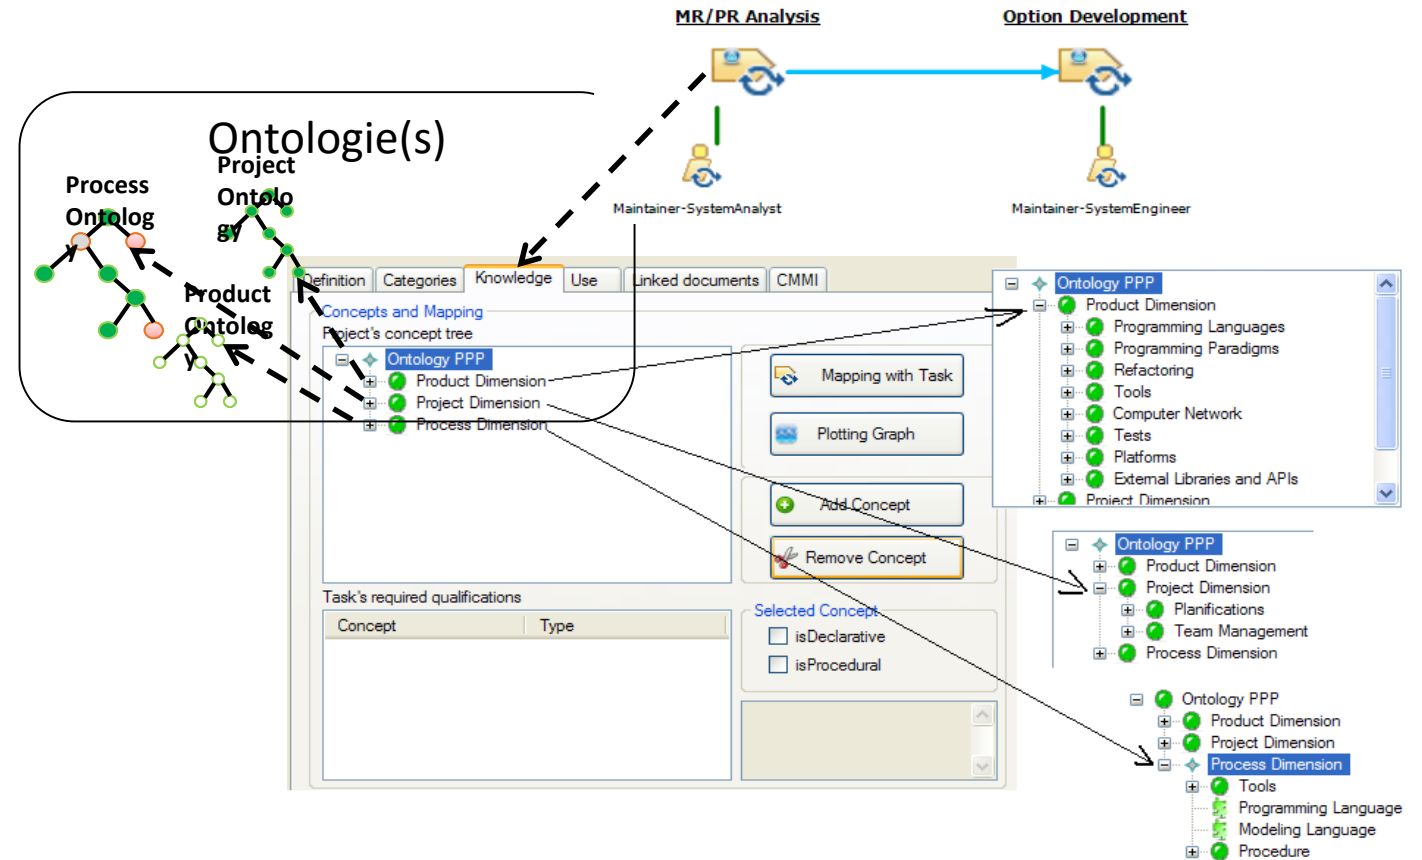 MR/PR Analysis
Option Development
Maintainer-SystemAnalyst
Maintainer-SystemEngineer
Ontologie(s)
Process
Ontolog
y
Project
Ontolo
gy
Product
Ontolog
y
Definition
Categories
Knowledge
Use
Linked documents
CMMI
Concepts and Mapping
Project's concept tree
Ontology PPP
Product Dimension
Project Dimension
Process Dimension
Mapping with Task
Plotting Graph
Add Concept
Remove Concept
Task's required qualifications
Concept
Type
Selected Concept
isDeclarative
isProcedural
Ontology PPP
Product Dimension
Programming Languages
Programming Paradigms
Refactoring
Tools
Computer Network
Tests
Platforms
External Libraries and APIs
Project Dimension
Ontology PPP
Product Dimension
Project Dimension
Planifications
Team Management
Process Dimension
Ontology PPP
Product Dimension
Project Dimension
Process Dimension
Tools
Programming Language
Modeling Language
Procedure